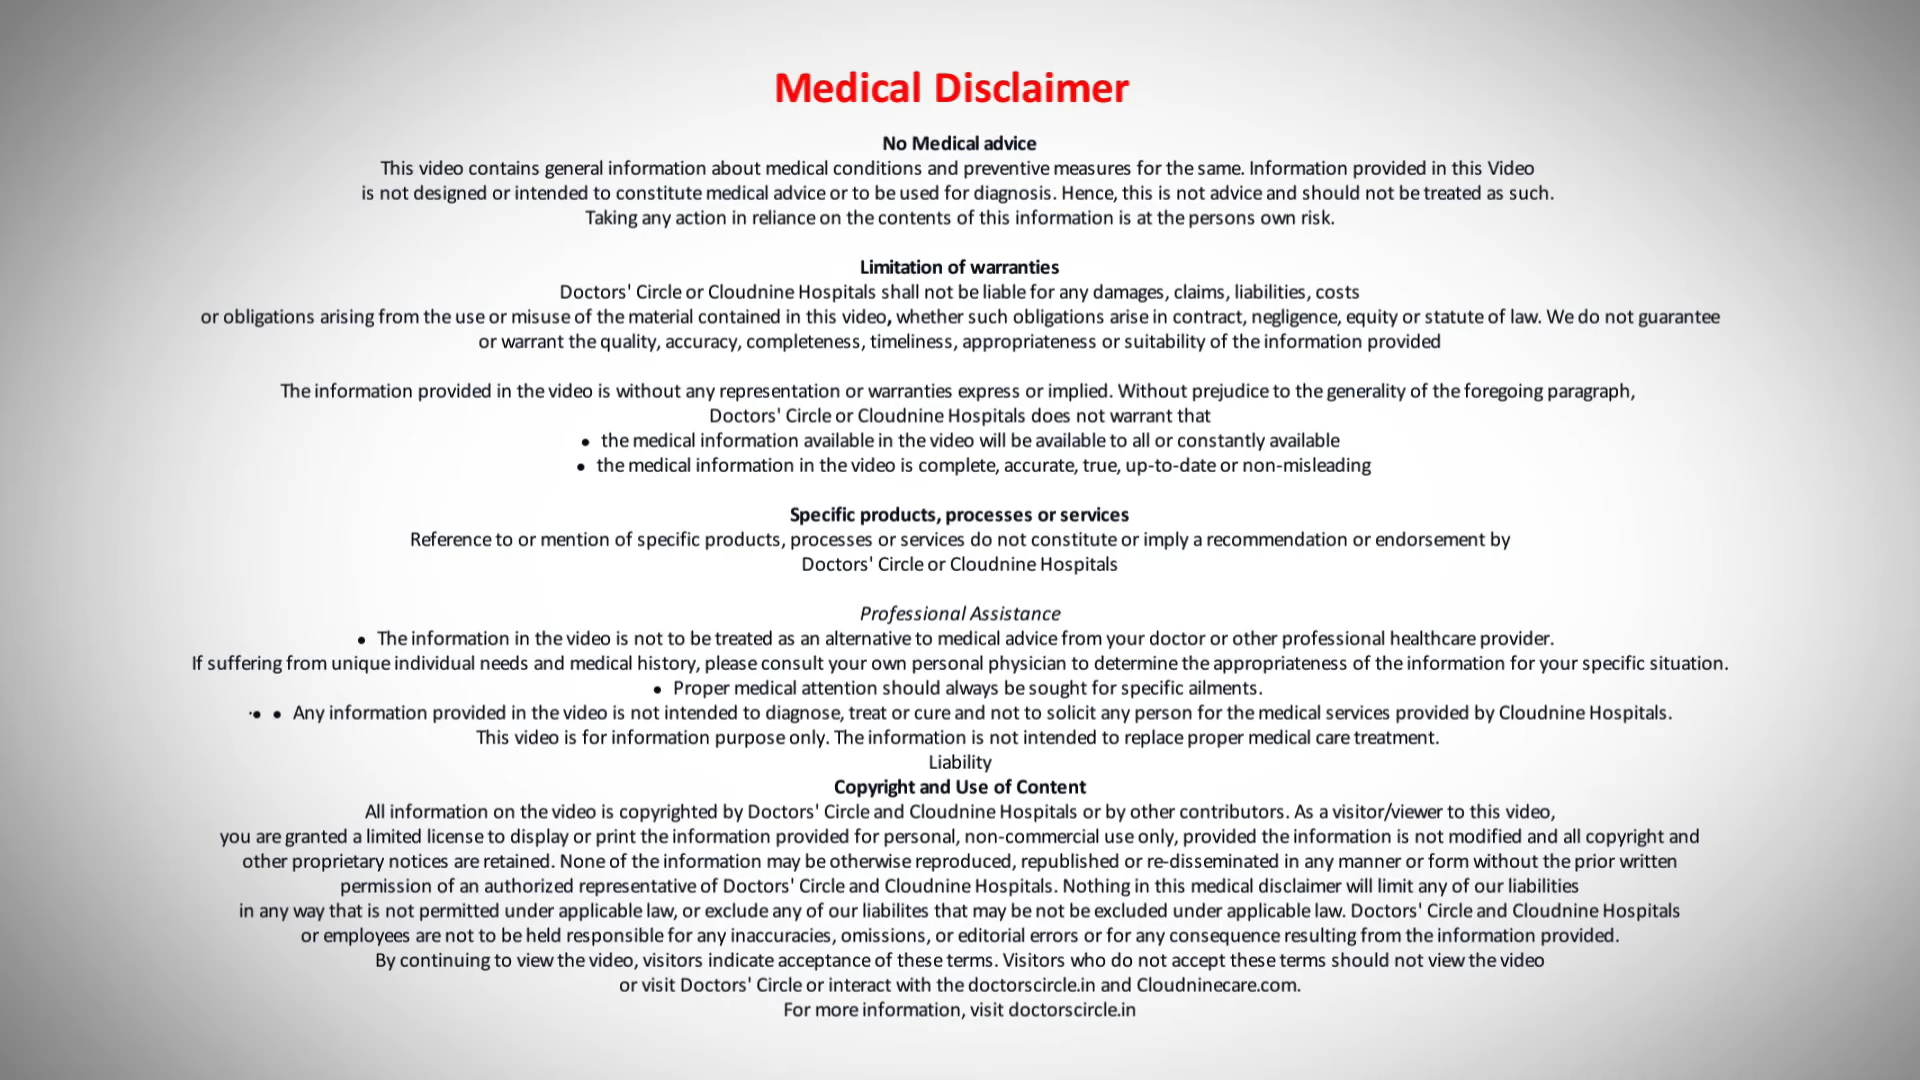 Medical Disclaimer
No Medical advice
This video contains general information about medical conditions and preventive measures for the same. Information provided in this Video
is not designed or intended to constitute medical advice or to be used for diagnosis. Hence, this is not advice and should not be treated as such.
Taking any action in reliance on the contents of this information is at the persons own risk.
Limitation of warranties
Doctors' Circle or Cloudnine Hospitals shall not be liable for any damages, claims, liabilities, costs
or obligations arising from the use or misuse of the material contained in this video, whether such obligations arise in contract, negligence, equity or statute of law. We do not guarantee
or warrant the quality, accuracy, completeness, timeliness, appropriateness or suitability of the information provided
The information provided in the video is without any representation or warranties express or implied. Without prejudice to the generality of the foregoing paragraph,
Doctors' Circle or Cloudnine Hospitals does not warrant that
• the medical information available in the video will be available to all or constantly available
• the medical information in the video is complete, accurate, true, up-to-date or non-misleading
Specific products, processes or services
Reference to or mention of specific products, processes or services do not constitute or imply a recommendation or endorsement by
Doctors' Circle or Cloudnine Hospitals
Professional Assistance
• The information in the video is not to be treated as an alternative to medical advice from your doctor or other professional healthcare provider.
If suffering from unique individual needs and medical history, please consult your own personal physician to determine the appropriateness of the information for your specific situation.
• Proper medical attention should always be sought for specific ailments.
·• • Any information provided in the video is not intended to diagnose, treat or cure and not to solicit any person for the medical services provided by Cloudnine Hospitals.
This video is for information purpose only. The information is not intended to replace proper medical care treatment.
Liability
Copyright and Use of Content
All information on the video is copyrighted by Doctors' Circle and Cloudnine Hospitals or by other contributors. As a visitor/viewer to this video,
you are granted a limited license to display or print the information provided for personal, non-commercial use only, provided the information is not modified and all copyright and
other proprietary notices are retained. None of the information may be otherwise reproduced, republished or re-disseminated in any manner or form without the prior written
permission of an authorized representative of Doctors' Circle and Cloudnine Hospitals. Nothing in this medical disclaimer will limit any of our liabilities
in any way that is not permitted under applicable law, or exclude any of our liabilites that may be not be excluded under applicable law. Doctors' Circle and Cloudnine Hospitals
or employees are not to be held responsible for any inaccuracies, omissions, or editorial errors or for any consequence resulting from the information provided.
By continuing to view the video, visitors indicate acceptance of these terms. Visitors who do not accept these terms should not view the video
or visit Doctors' Circle or interact with the doctorscircle.in and Cloudninecare.com.
For more information, visit doctorscircle.in